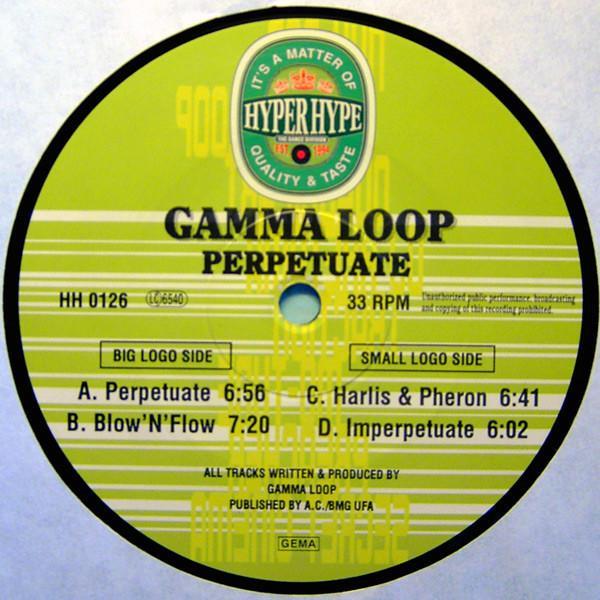 IT'S A MATTER OF
HYPER HYPE
THE DANCE DIVISION
EST 1994
QUALITY & TASTE
GAMMA LOOP
PERPETUATE
HH 0126 LC 6540 33 RPM Unauthorized public performance, broadcasting
and copying of this recording prohibited.
BIG LOGO SIDE SMALL LOGO SIDE
A. Perpetuate 6:56 C. Harlis & Pheron 6:41
B. Blow'N'Flow 7:20 D. Imperpetuate 6:02
ALL TRACKS WRITTEN & PRODUCED BY
GAMMA LOOP
PUBLISHED BY A.C./BMG UFA
GEMA